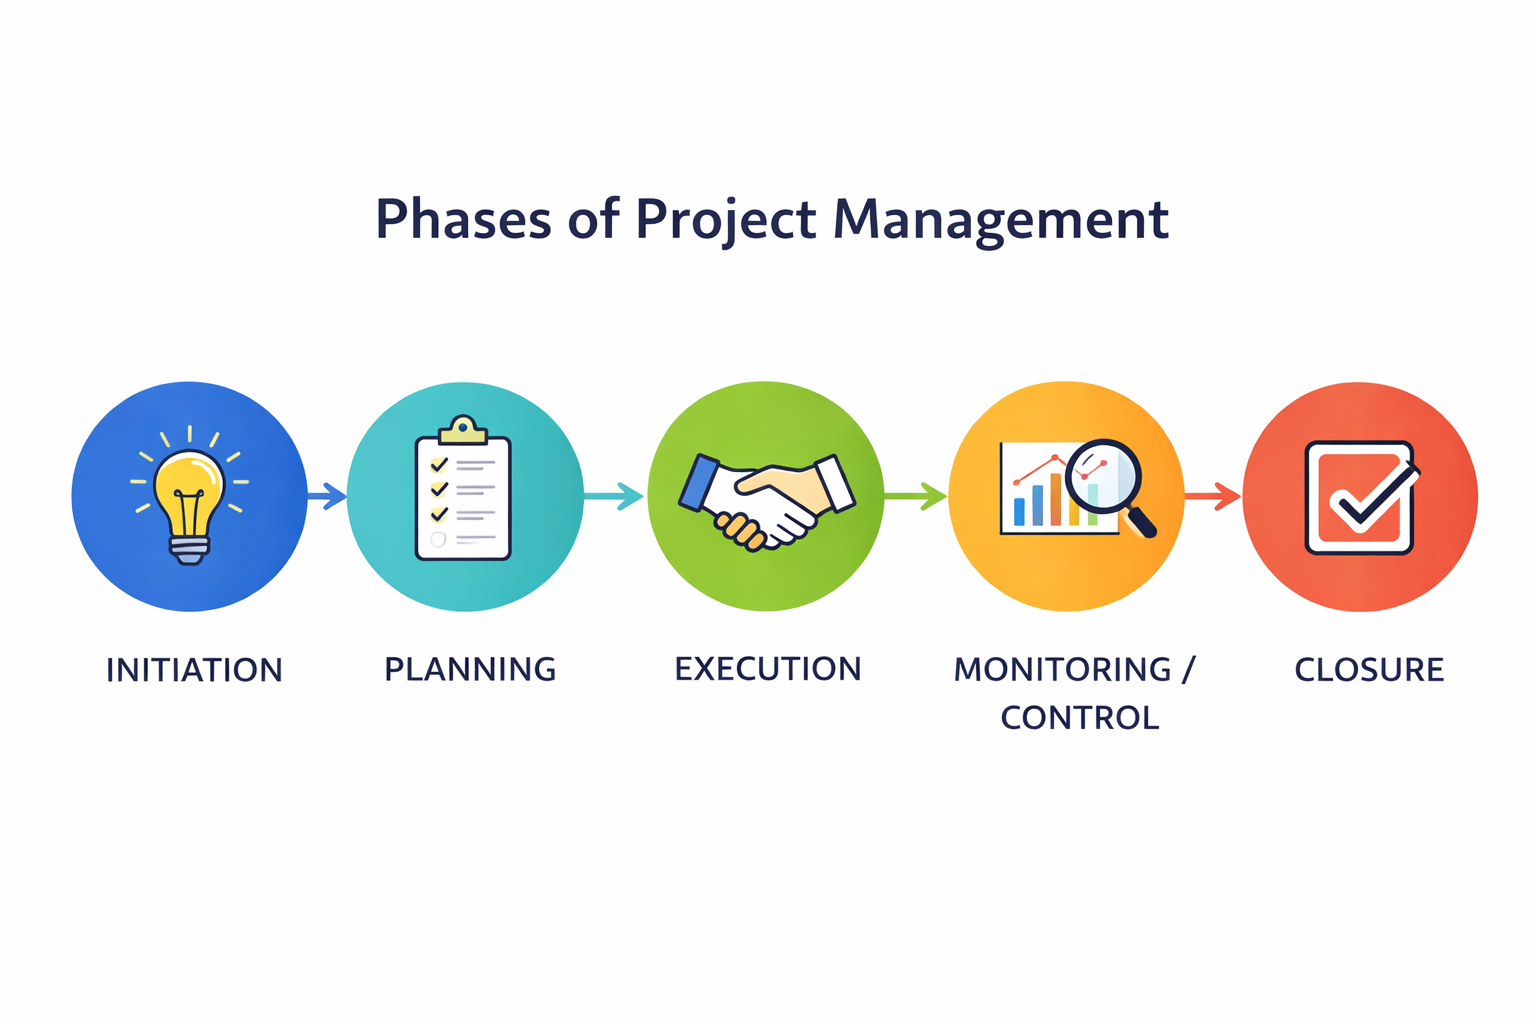 Phases of Project Management
INITIATION
PLANNING
EXECUTION
MONITORING /
CONTROL
CLOSURE